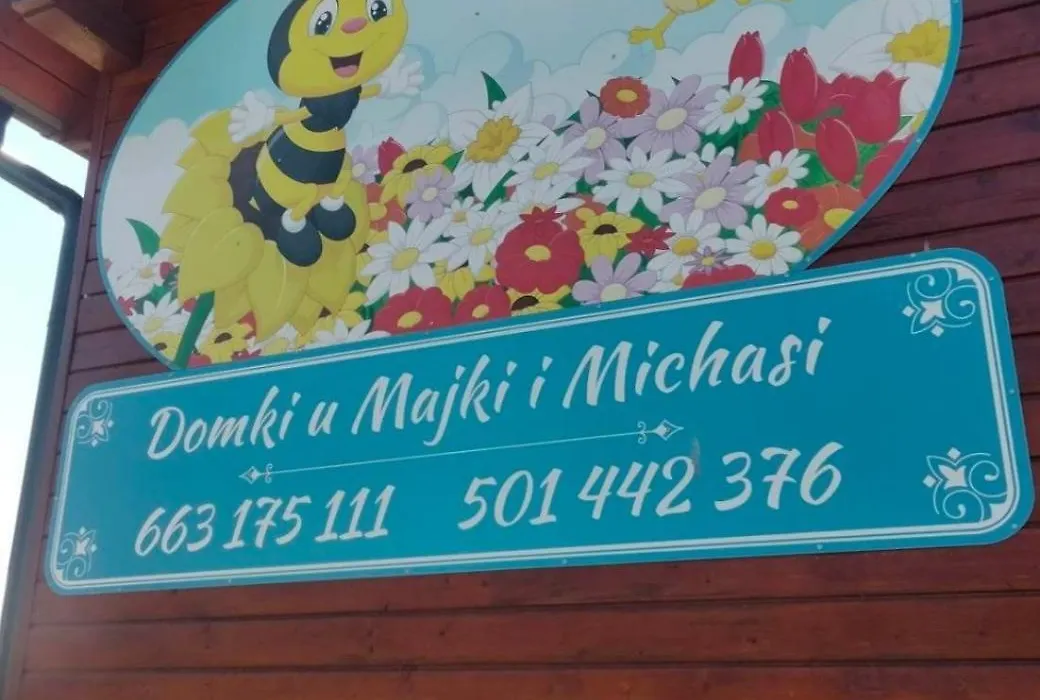 Domki u Majki i Michasi
663 175 111 501 442 376